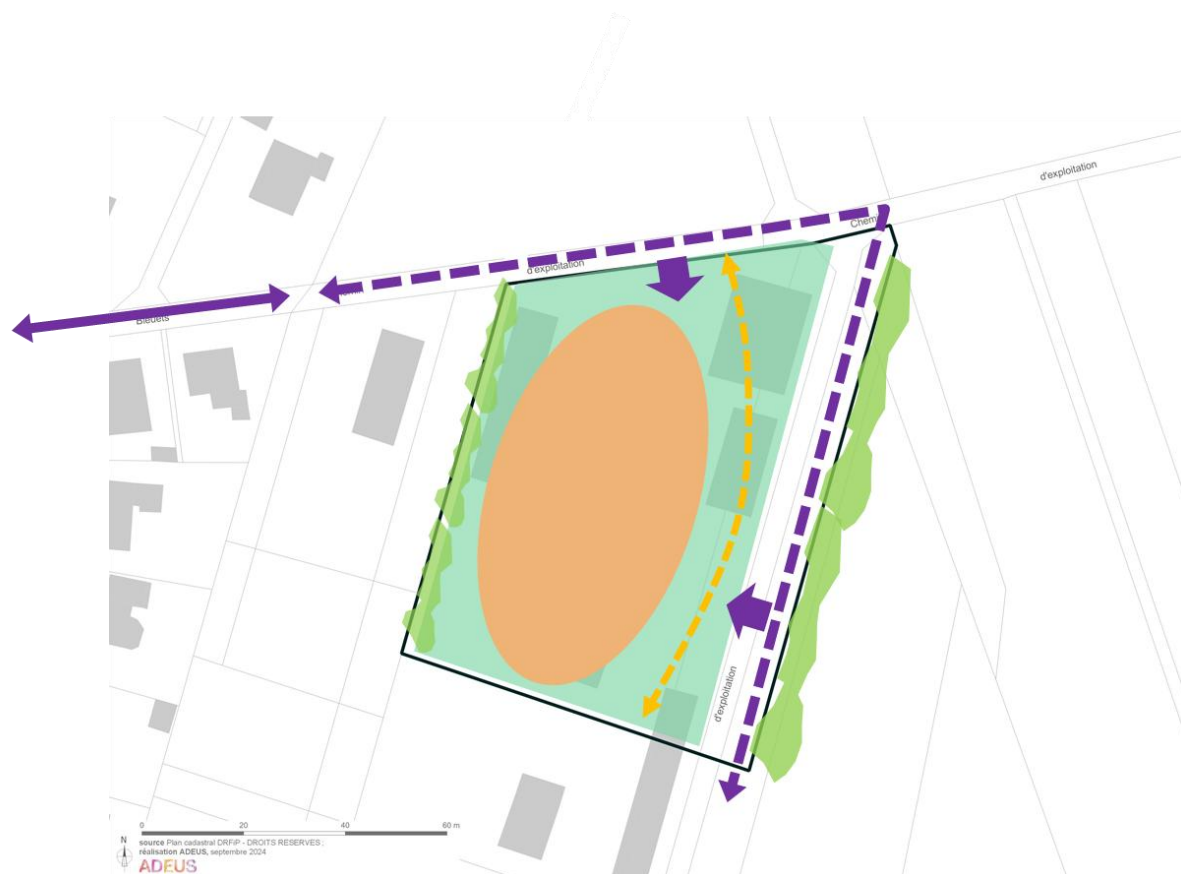 d'exploitation
Chemi
d'exploitation
Bleuets
d'exploitation
0 20 40 60 m
N
source Plan cadastral DRFiP - DROITS RESERVES ;
réalisation ADEUS, septembre 2024
ADEUS